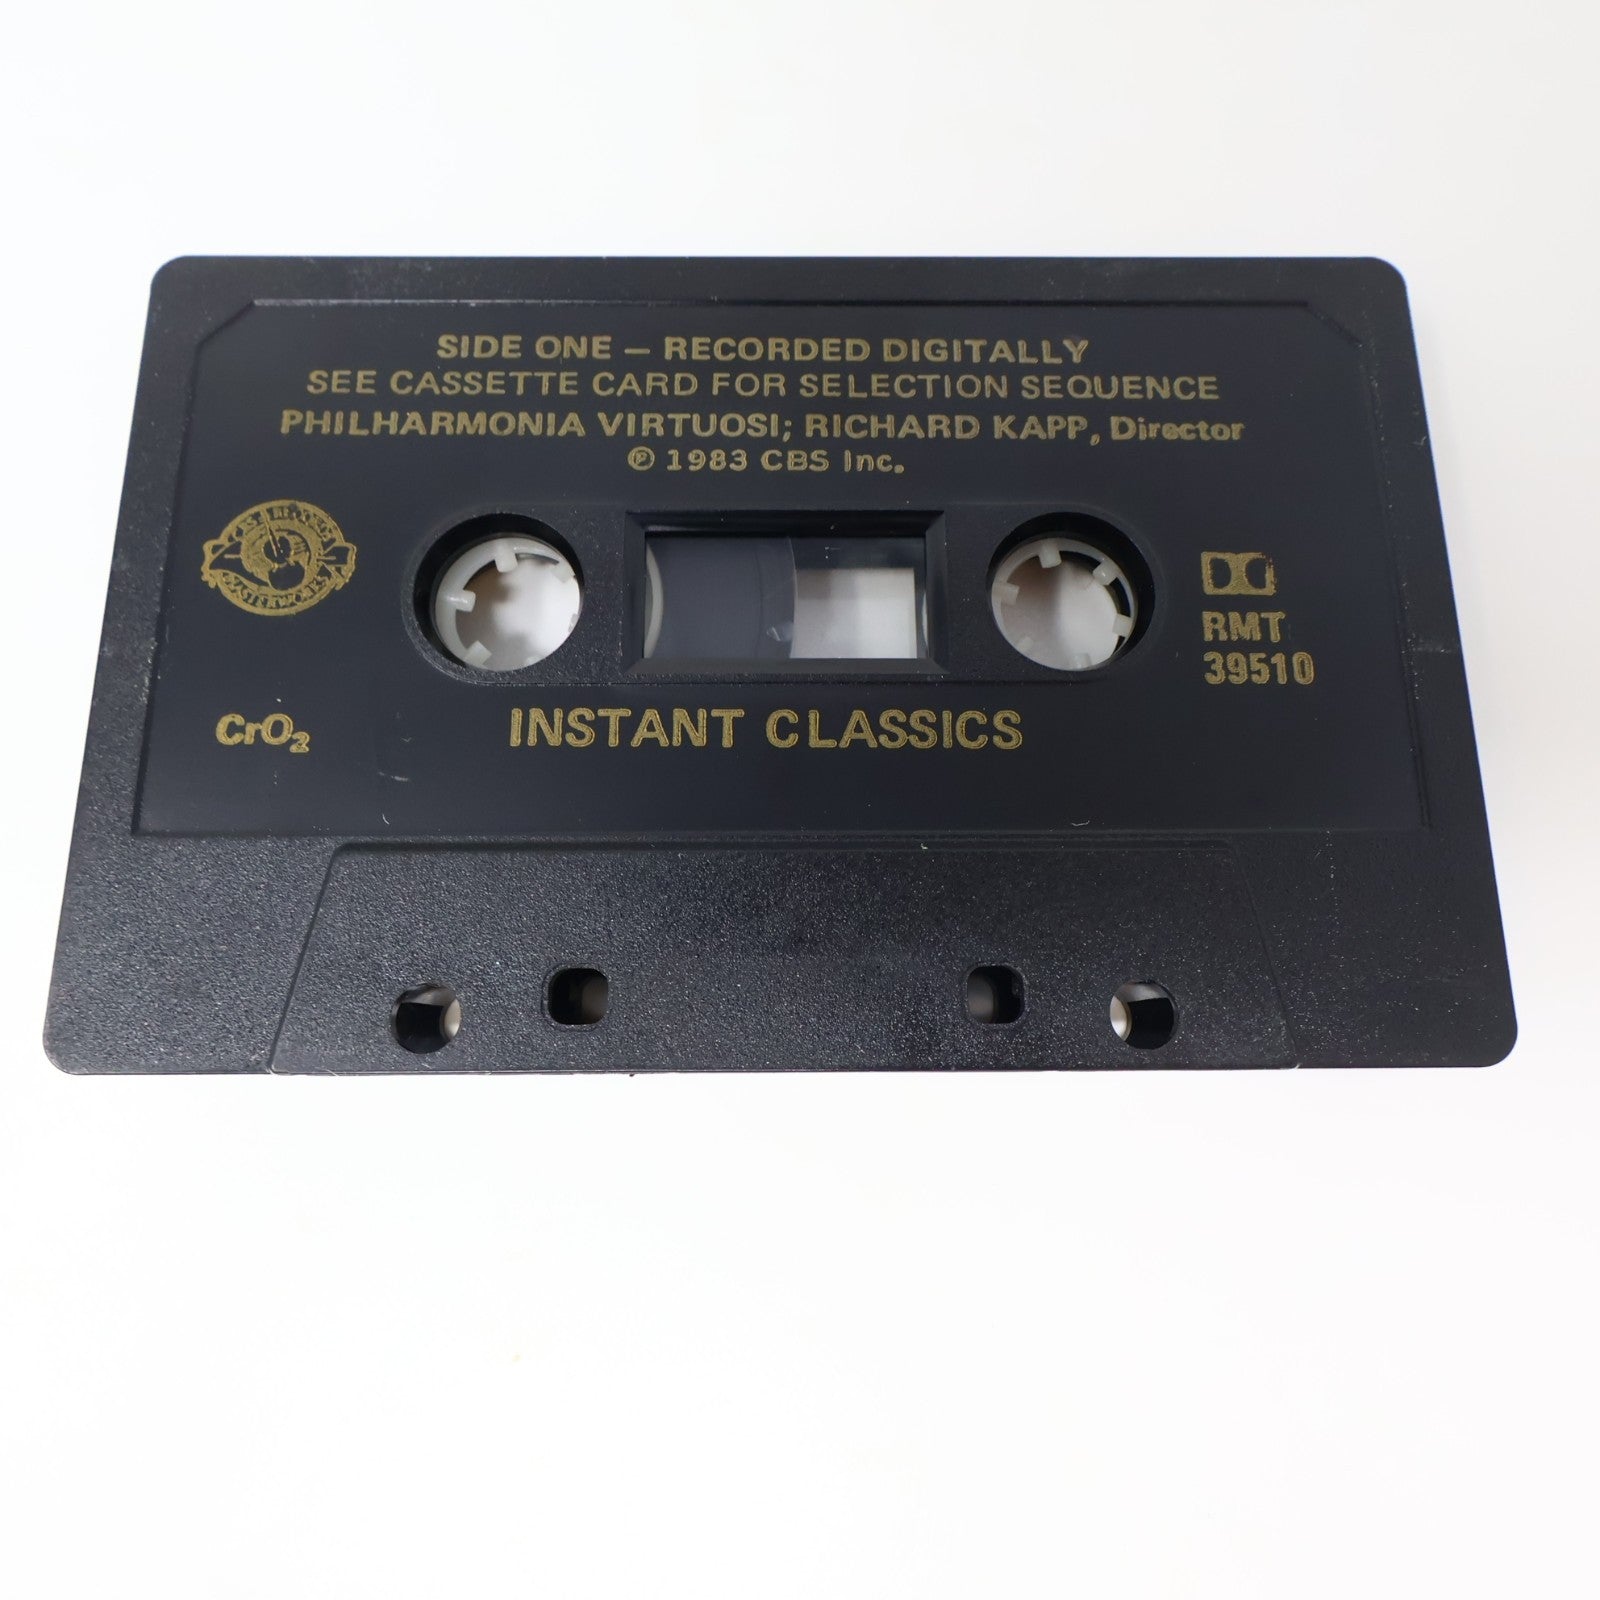 SIDE ONE — RECORDED DIGITALLY
SEE CASSETTE CARD FOR SELECTION SEQUENCE
PHILHARMONIA VIRTUOSI; RICHARD KAPP, Director
℗ 1983 CBS Inc.
MASTERWORKS
RMT
39510
CrO₂
INSTANT CLASSICS